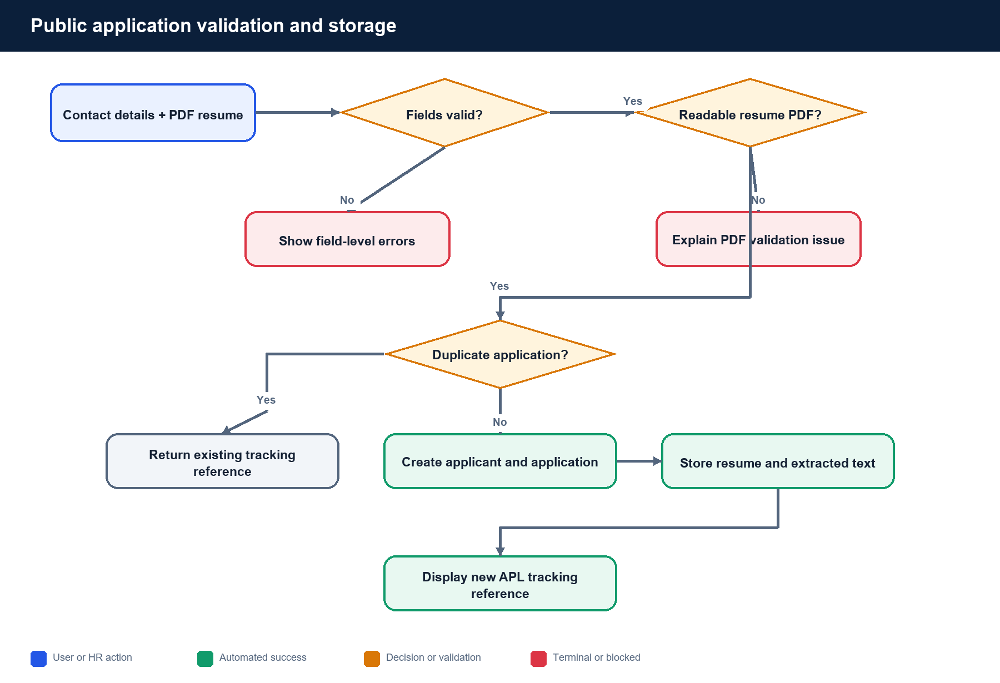 Public application validation and storage
Contact details + PDF resume
Fields valid?
Yes
Readable resume PDF?
No
No
Show field-level errors
Explain PDF validation issue
Yes
Duplicate application?
Yes
No
Return existing tracking
reference
Create applicant and application
Store resume and extracted text
Display new APL tracking
reference
User or HR action
Automated success
Decision or validation
Terminal or blocked